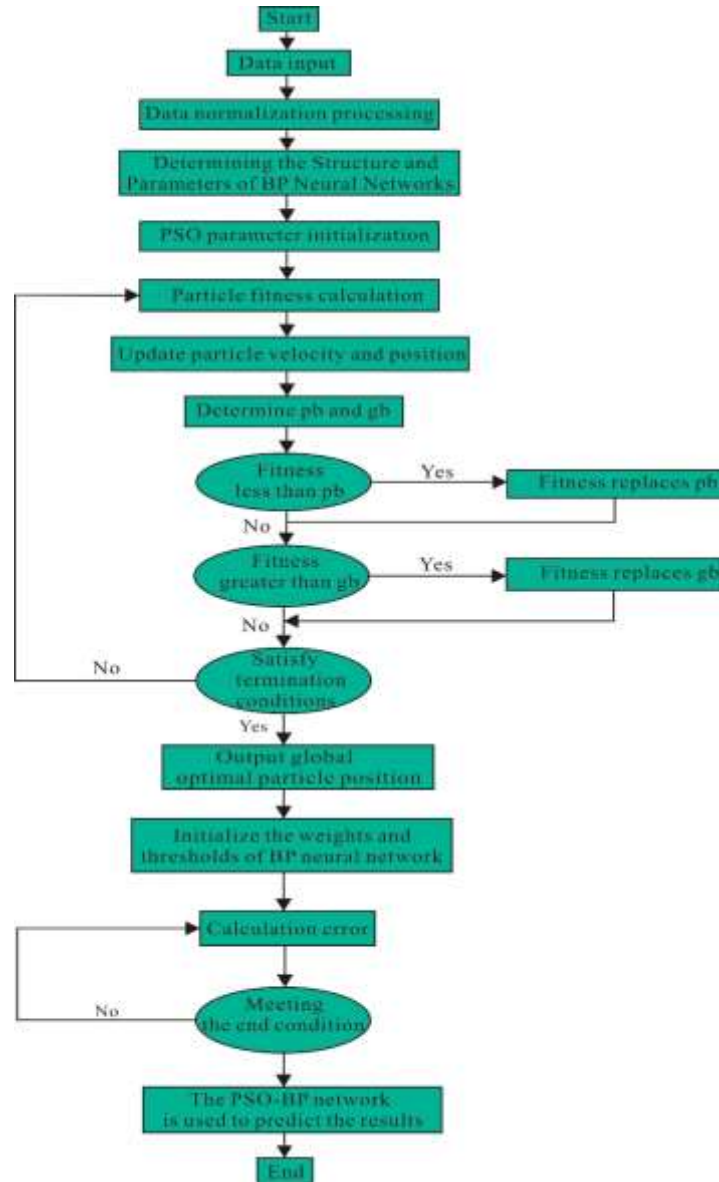 Start
Data input
Data normalization processing
Determining the Structure and
Parameters of BP Neural Networks
PSO parameter initialization
Particle fitness calculation
Update particle velocity and position
Determine pb and gb
Fitness
less than pb
Yes
Fitness replaces pb
No
Fitness
greater than gb
Yes
Fitness replaces gb
No
Satisfy
termination
conditions
No
Yes
Output global
optimal particle position
Initialize the weights and
thresholds of BP neural network
Calculation error
Meeting
the end condition
No
The PSO-BP network
is used to predict the results
End